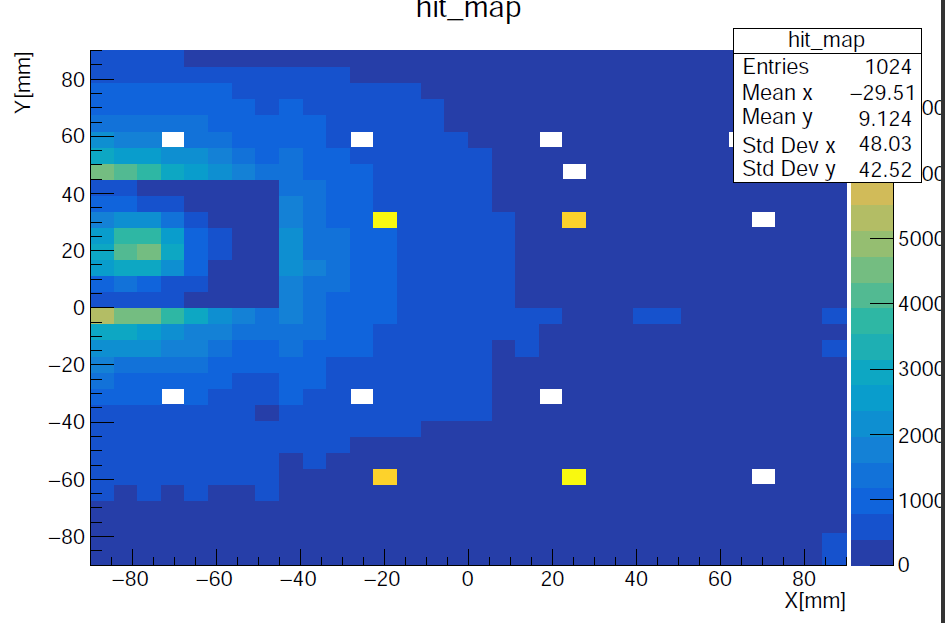 hit_map
hit_map
Entries 1024
Mean x −29.51
Mean y 9.124
Std Dev x 48.03
Std Dev y 42.52
Y[mm]
80
60
40
20
0
−20
−40
−60
−80
−80 −60 −40 −20 0 20 40 60 80
X[mm]
5000
4000
3000
2000
1000
0